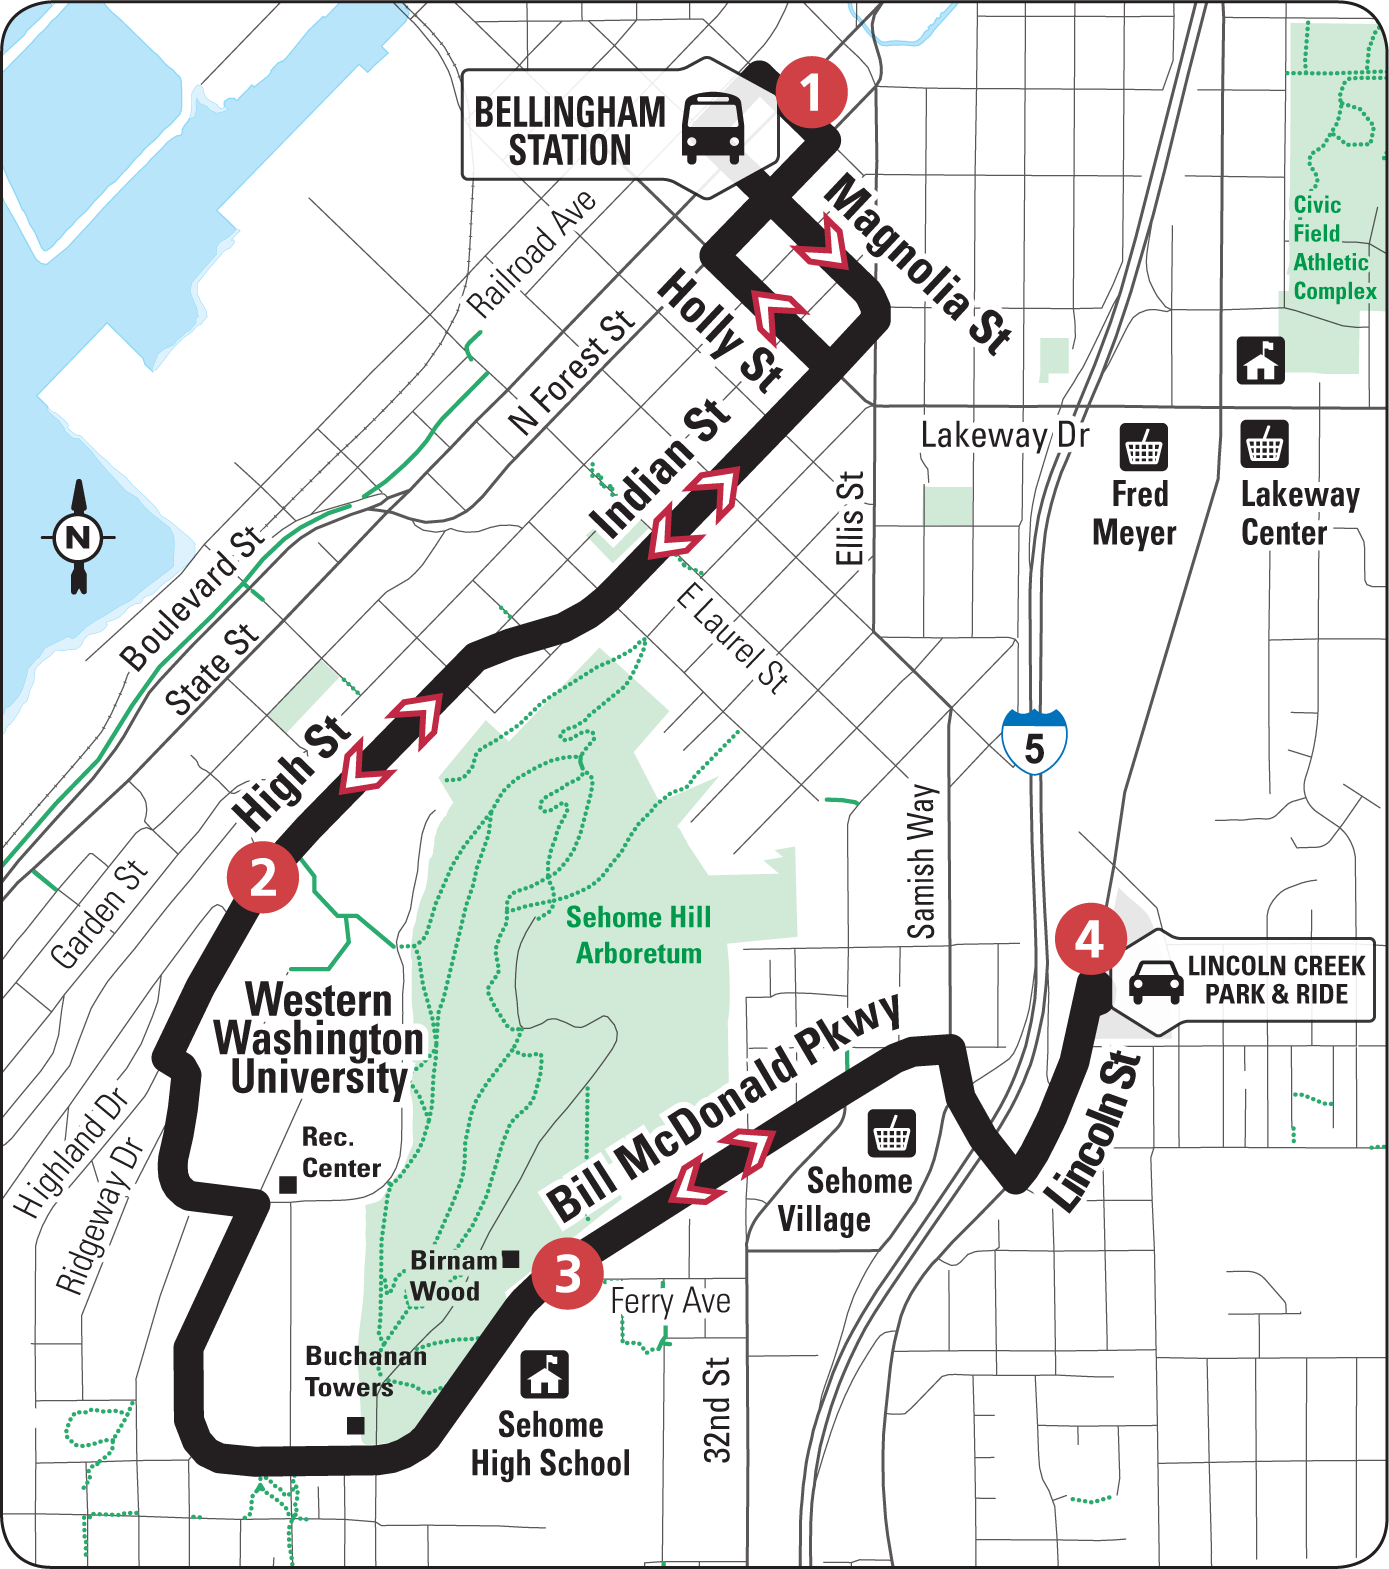 1
BELLINGHAM
STATION
Magnolia St
Railroad Ave
Holly St
N Forest St
Indian St
Civic
Field
Athletic
Complex
Lakeway Dr
Fred
Meyer
Lakeway
Center
Ellis St
N
Boulevard St
State St
E Laurel St
High St
5
Samish Way
2
Garden St
Sehome Hill
Arboretum
4
LINCOLN CREEK
PARK & RIDE
Western
Washington
University
Bill McDonald Pkwy
Lincoln St
Highland Dr
Ridgeway Dr
Rec.
Center
Sehome
Village
Birnam
Wood
3
Ferry Ave
Buchanan
Towers
32nd St
Sehome
High School